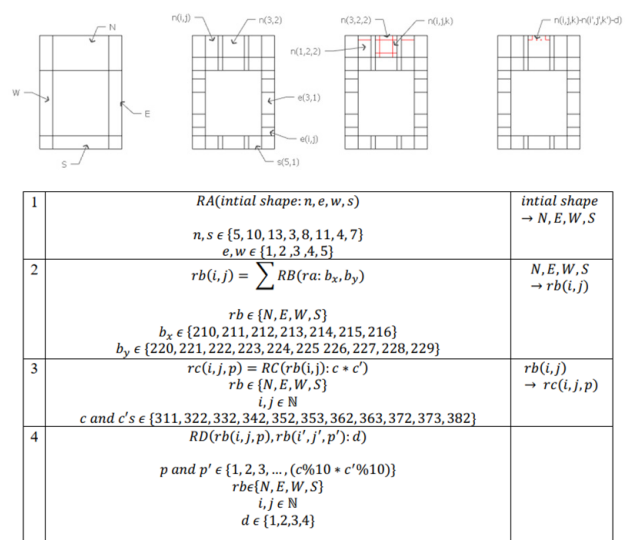 n(i,j)
n(3,2)
n(3,2,2)
n(i,j,k)
n(i,j,k)-n(i',j',k')-d)
N
n(1,2,2)
W
E
e(3,1)
e(i,j)
S
s(5,1)
1
RA(intial shape: n, e, w, s)
intial shape
→ N, E, W, S
n, s ϵ {5, 10, 13, 3, 8, 11, 4, 7}
e, w ϵ {1, 2 ,3 ,4, 5}
2
rb(i, j) = ∑ RB(ra: bₓ, b_y)
N, E, W, S
→ rb(i, j)
rb ϵ {N, E, W, S}
bₓ ϵ {210, 211, 212, 213, 214, 215, 216}
b_y ϵ {220, 221, 222, 223, 224, 225 226, 227, 228, 229}
3
rc(i, j, p) = RC(rb(i,j): c ∗ c′)
rb(i, j)
→ rc(i, j, p)
rb ϵ {N, E, W, S}
i, j ϵ ℕ
c and c′s ϵ {311, 322, 332, 342, 352, 353, 362, 363, 372, 373, 382}
4
RD(rb(i, j, p), rb(i′, j′, p′): d)
p and p′ ϵ {1, 2, 3, … , (c%10 ∗ c′%10)}
rbϵ{N, E, W, S}
i, j ϵ ℕ
d ϵ {1,2,3,4}